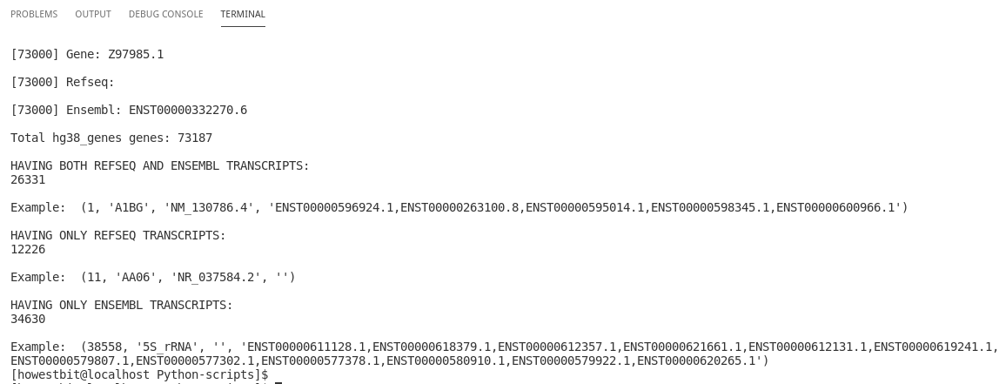 PROBLEMS OUTPUT DEBUG CONSOLE TERMINAL
[73000] Gene: Z97985.1
[73000] Refseq:
[73000] Ensembl: ENST00000332270.6
Total hg38_genes genes: 73187
HAVING BOTH REFSEQ AND ENSEMBL TRANSCRIPTS:
26331
Example:  (1, 'A1BG', 'NM_130786.4', 'ENST00000596924.1,ENST00000263100.8,ENST00000595014.1,ENST00000598345.1,ENST00000600966.1')
HAVING ONLY REFSEQ TRANSCRIPTS:
12226
Example:  (11, 'AA06', 'NR_037584.2', '')
HAVING ONLY ENSEMBL TRANSCRIPTS:
34630
Example:  (38558, '5S_rRNA', '', 'ENST00000611128.1,ENST00000618379.1,ENST00000612357.1,ENST00000621661.1,ENST00000612131.1,ENST00000619241.1,
ENST00000579807.1,ENST00000577302.1,ENST00000577378.1,ENST00000580910.1,ENST00000579922.1,ENST00000620265.1')
[howestbit@localhost Python-scripts]$